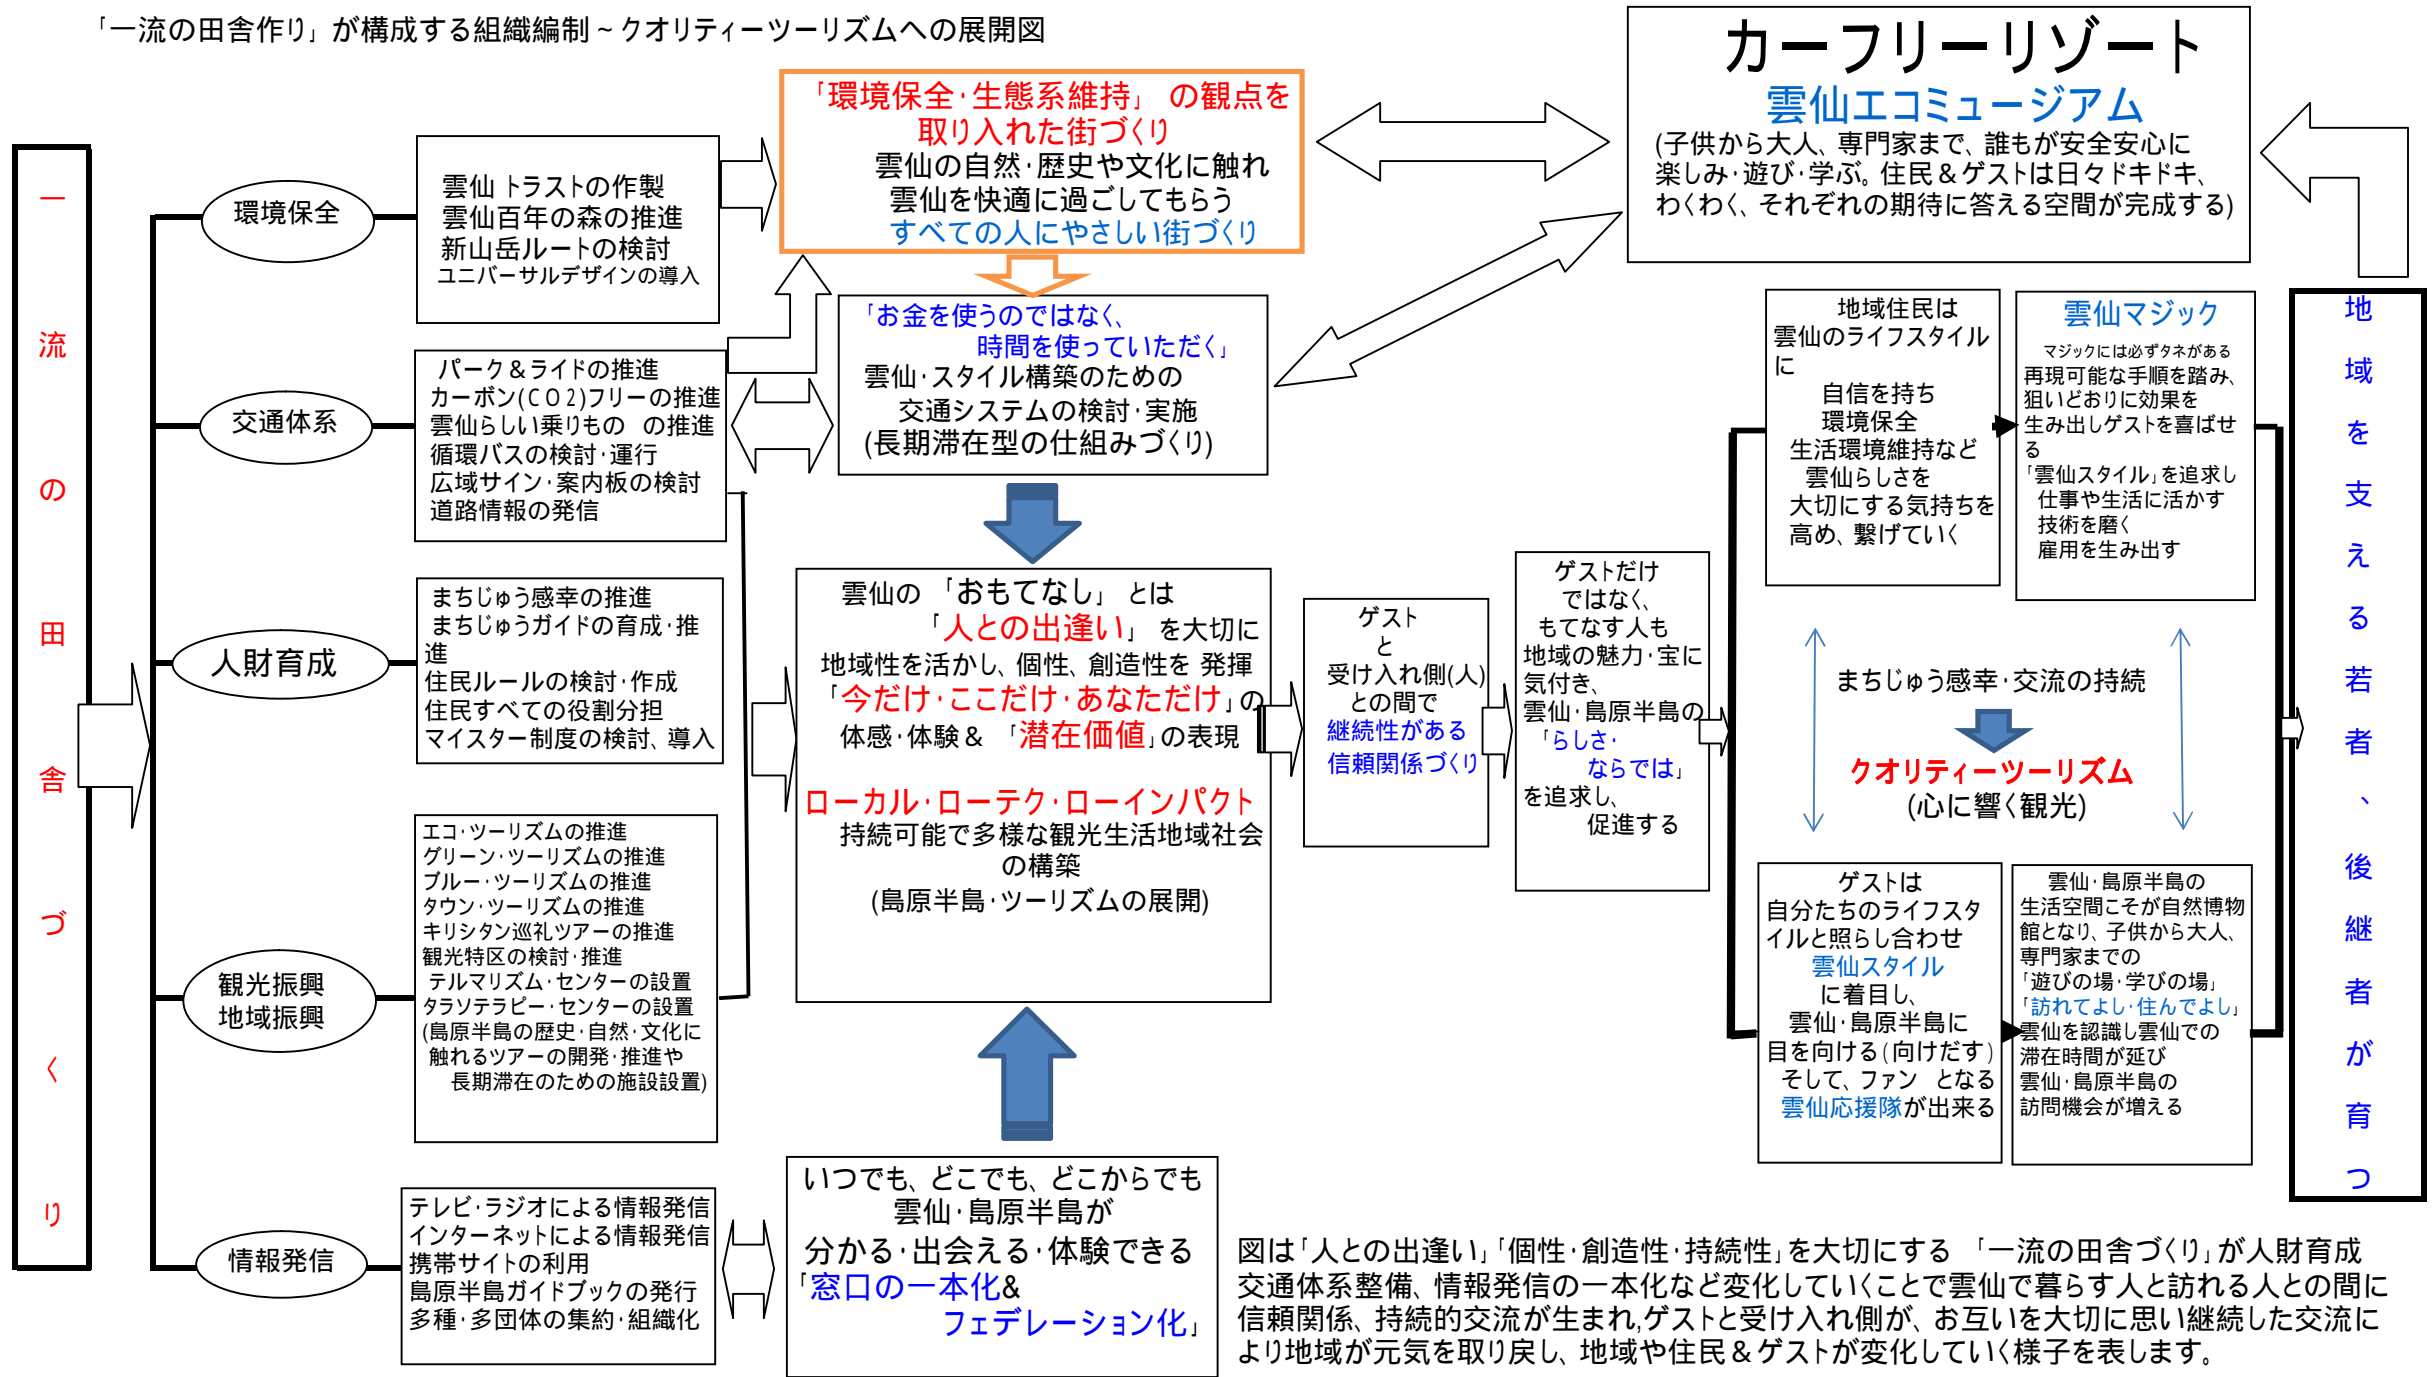 「一流の田舎作り」が構成する組織編制～クオリティーツーリズムへの展開図
一流の田舎づくり
環境保全
雲仙トラストの作製
雲仙百年の森の推進
新山岳ルートの検討
ユニバーサルデザインの導入
交通体系
パーク＆ライドの推進
カーボン(CO2)フリーの推進
雲仙らしい乗りもの の推進
循環バスの検討・運行
広域サイン・案内板の検討
道路情報の発信
人財育成
まちじゅう感幸の推進
まちじゅうガイドの育成・推
進
住民ルールの検討・作成
住民すべての役割分担
マイスター制度の検討、導入
観光振興
地域振興
エコ・ツーリズムの推進
グリーン・ツーリズムの推進
ブルー・ツーリズムの推進
タウン・ツーリズムの推進
キリシタン巡礼ツアーの推進
観光特区の検討・推進
テルマリズム・センターの設置
タラソテラピー・センターの設置
(島原半島の歴史・自然・文化に
触れるツアーの開発・推進や
長期滞在のための施設設置)
情報発信
テレビ・ラジオによる情報発信
インターネットによる情報発信
携帯サイトの利用
島原半島ガイドブックの発行
多種・多団体の集約・組織化
「環境保全・生態系維持」 の観点を
取り入れた街づくり
雲仙の自然・歴史や文化に触れ
雲仙を快適に過ごしてもらう
すべての人にやさしい街づくり
「お金を使うのではなく、
時間を使っていただく」
雲仙・スタイル構築のための
交通システムの検討・実施
(長期滞在型の仕組みづくり)
雲仙の 「おもてなし」 とは
「人との出逢い」 を大切に
地域性を活かし、個性、創造性を 発揮
「今だけ・ここだけ・あなただけ」の
体感・体験＆ 「潜在価値」の表現
ローカル・ローテク・ローインパクト
持続可能で多様な観光生活地域社会
の構築
(島原半島・ツーリズムの展開)
いつでも、どこでも、どこからでも
雲仙・島原半島が
分かる・出会える・体験できる
「窓口の一本化＆
フェデレーション化」
ゲスト
と
受け入れ側(人)
との間で
継続性がある
信頼関係づくり
ゲストだけ
ではなく、
もてなす人も
地域の魅力・宝に
気付き、
雲仙・島原半島の
「らしさ・
ならでは」
を追求し、
促進する
カーフリーリゾート
雲仙エコミュージアム
(子供から大人、専門家まで、誰もが安全安心に
楽しみ・遊び・学ぶ。住民＆ゲストは日々ドキドキ、
わくわく、それぞれの期待に答える空間が完成する)
地域住民は
雲仙のライフスタイル
に
自信を持ち
環境保全
生活環境維持など
雲仙らしさを
大切にする気持ちを
高め、繋げていく
雲仙マジック
マジックには必ずタネがある
再現可能な手順を踏み、
狙いどおりに効果を
生み出しゲストを喜ばせ
る
「雲仙スタイル」を追求し
仕事や生活に活かす
技術を磨く
雇用を生み出す
まちじゅう感幸・交流の持続
クオリティーツーリズム
(心に響く観光)
ゲストは
自分たちのライフスタ
イルと照らし合わせ
雲仙スタイル
に着目し、
雲仙・島原半島に
目を向ける(向けだす)
そして、ファン となる
雲仙応援隊が出来る
雲仙・島原半島の
生活空間こそが自然博物
館となり、子供から大人、
専門家までの
「遊びの場・学びの場」
「訪れてよし・住んでよし」
雲仙を認識し雲仙での
滞在時間が延び
雲仙・島原半島の
訪問機会が増える
地域を支える若者、後継者が育つ
図は「人との出逢い」「個性・創造性・持続性」を大切にする 「一流の田舎づくり」が人財育成
交通体系整備、情報発信の一本化など変化していくことで雲仙で暮らす人と訪れる人との間に
信頼関係、持続的交流が生まれ,ゲストと受け入れ側が、お互いを大切に思い継続した交流に
より地域が元気を取り戻し、地域や住民＆ゲストが変化していく様子を表します。